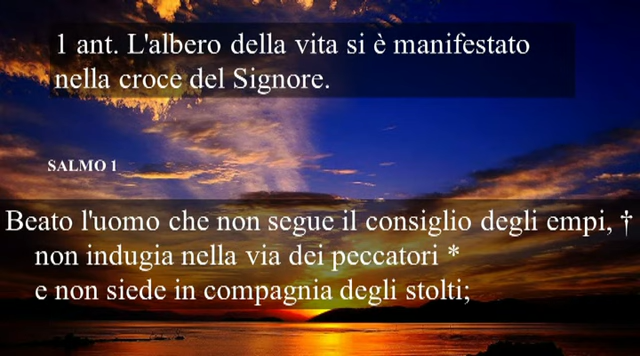 1 ant. L'albero della vita si è manifestato
nella croce del Signore.
SALMO 1
Beato l'uomo che non segue il consiglio degli empi, †
non indugia nella via dei peccatori *
e non siede in compagnia degli stolti;